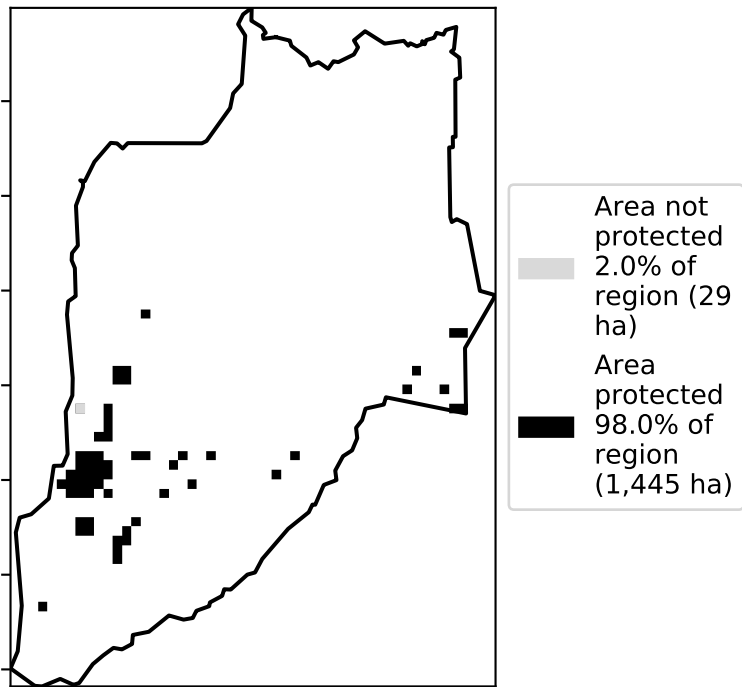 Area not
protected
2.0% of
region (29
ha)
Area
protected
98.0% of
region
(1,445 ha)